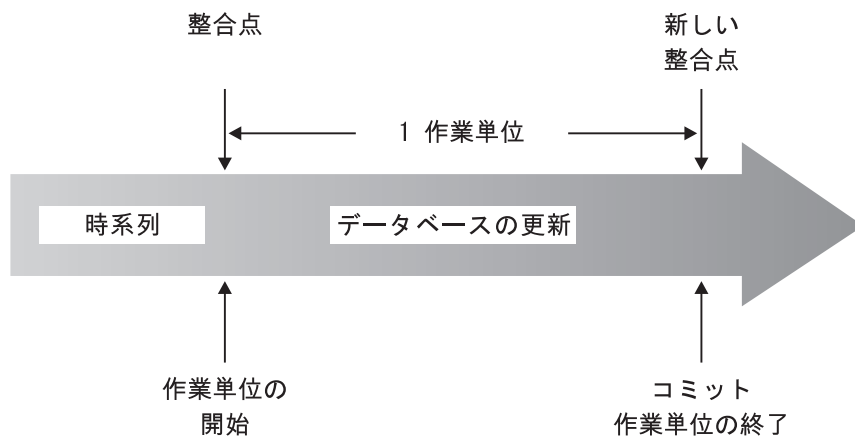 整合点
新しい
整合点
1 作業単位
時系列
データベースの更新
作業単位の
開始
コミット
作業単位の終了